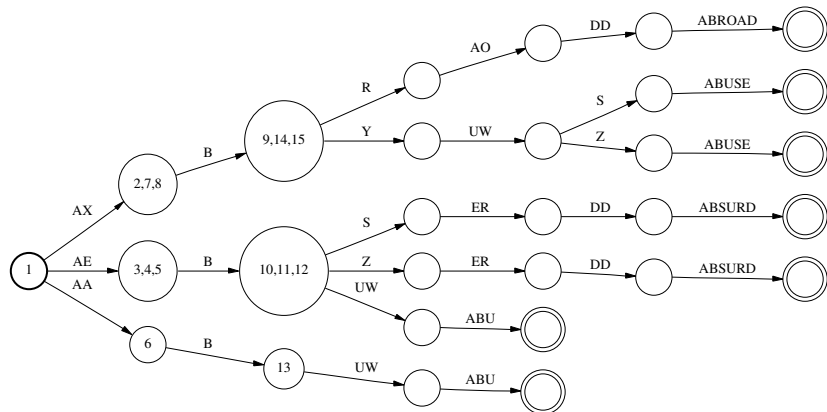 DD ABROAD
AO
R
S ABUSE
9,14,15 Y UW
Z ABUSE
B
2,7,8
AX S ER DD ABSURD
1 AE 3,4,5 B 10,11,12 Z ER DD ABSURD
AA UW
ABU
6 B
13 UW
ABU